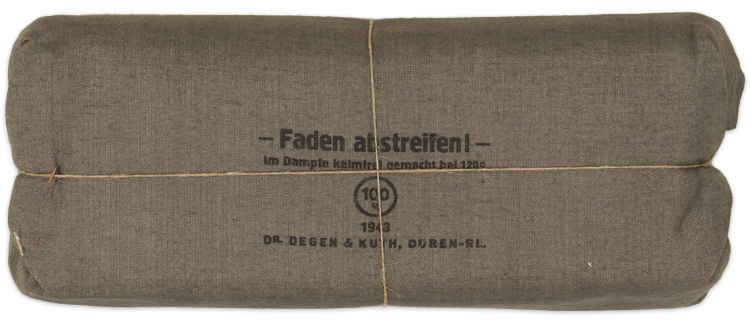 – Faden abstreifen! –
Im Dampfe keimfrei gemacht bei 120°
100
1943
DR. DEGEN & KUTH, DÜREN-RL.